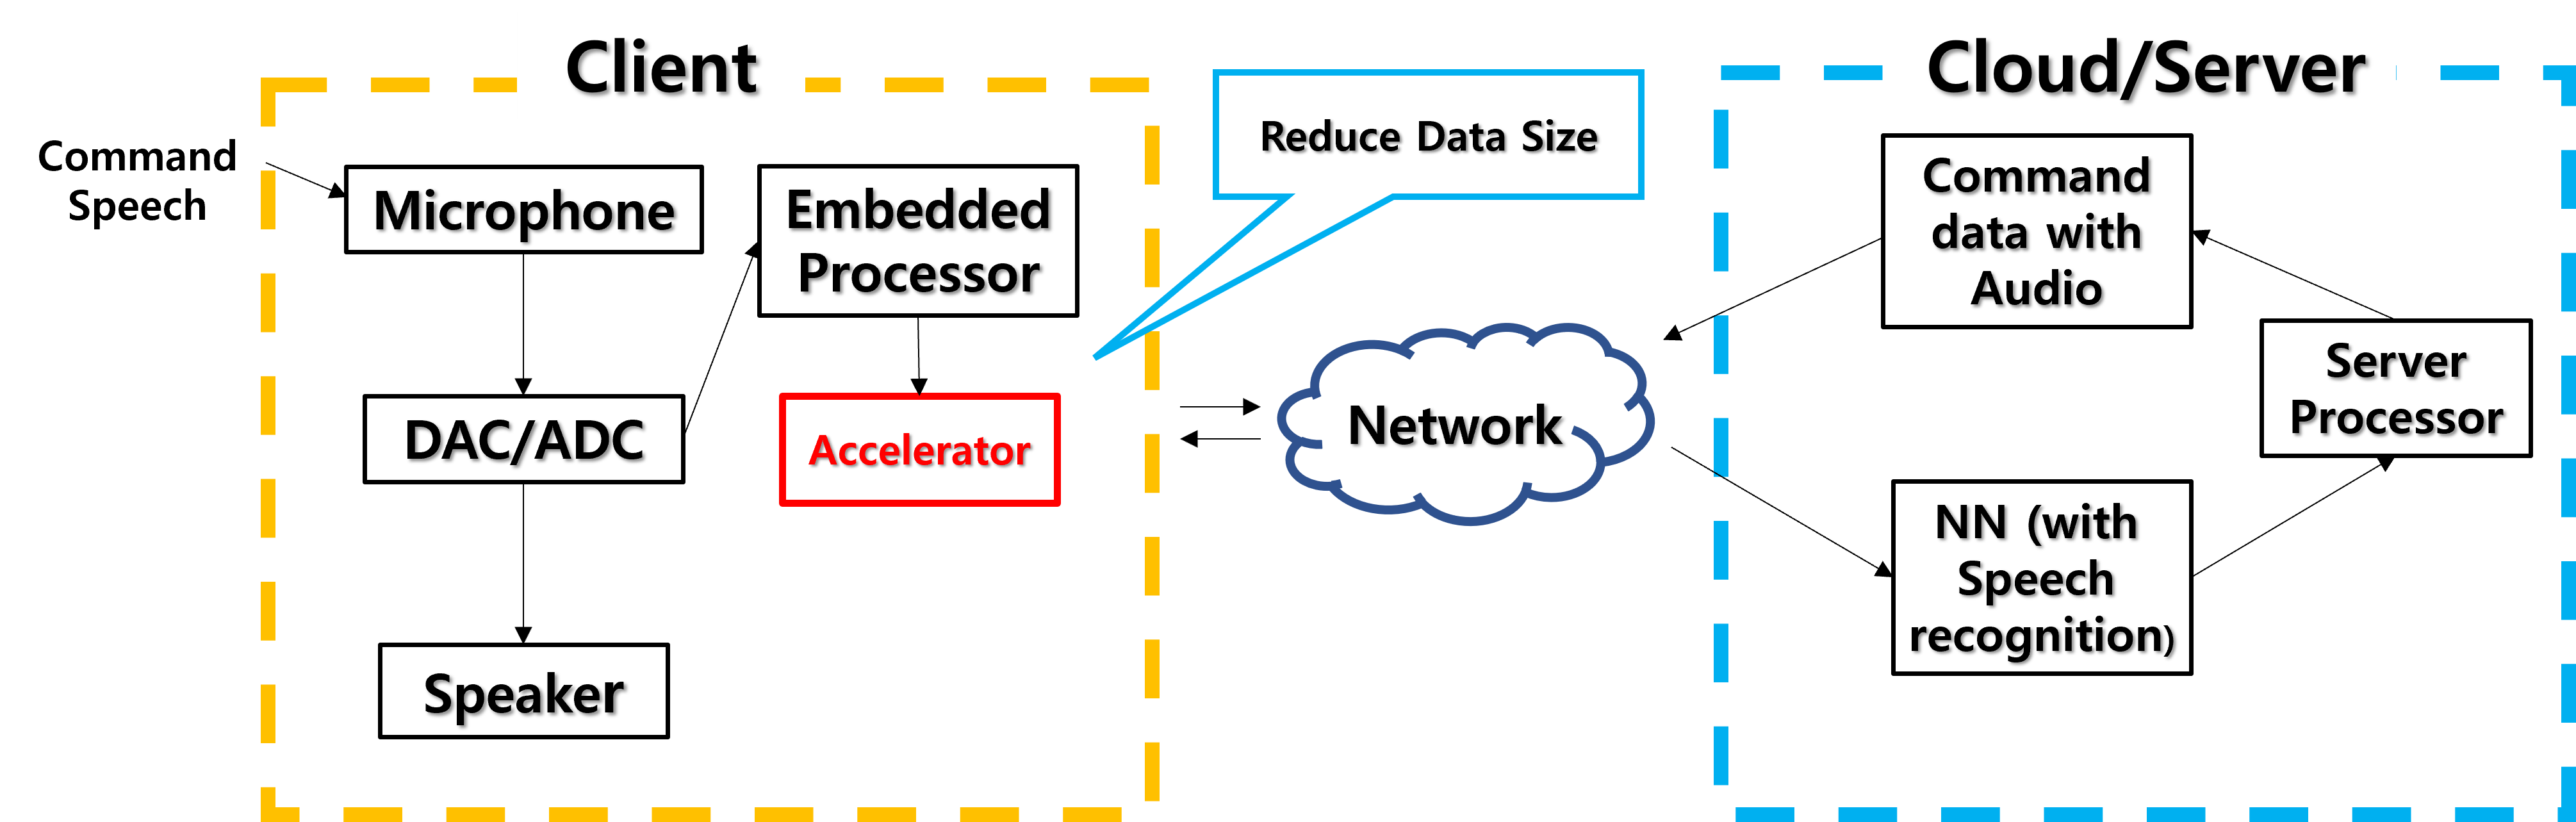 Client
Command
Speech
Microphone
Embedded
Processor
DAC/ADC
Accelerator
Speaker
Reduce Data Size
Network
Cloud/Server
Command
data with
Audio
Server
Processor
NN (with
Speech
recognition)